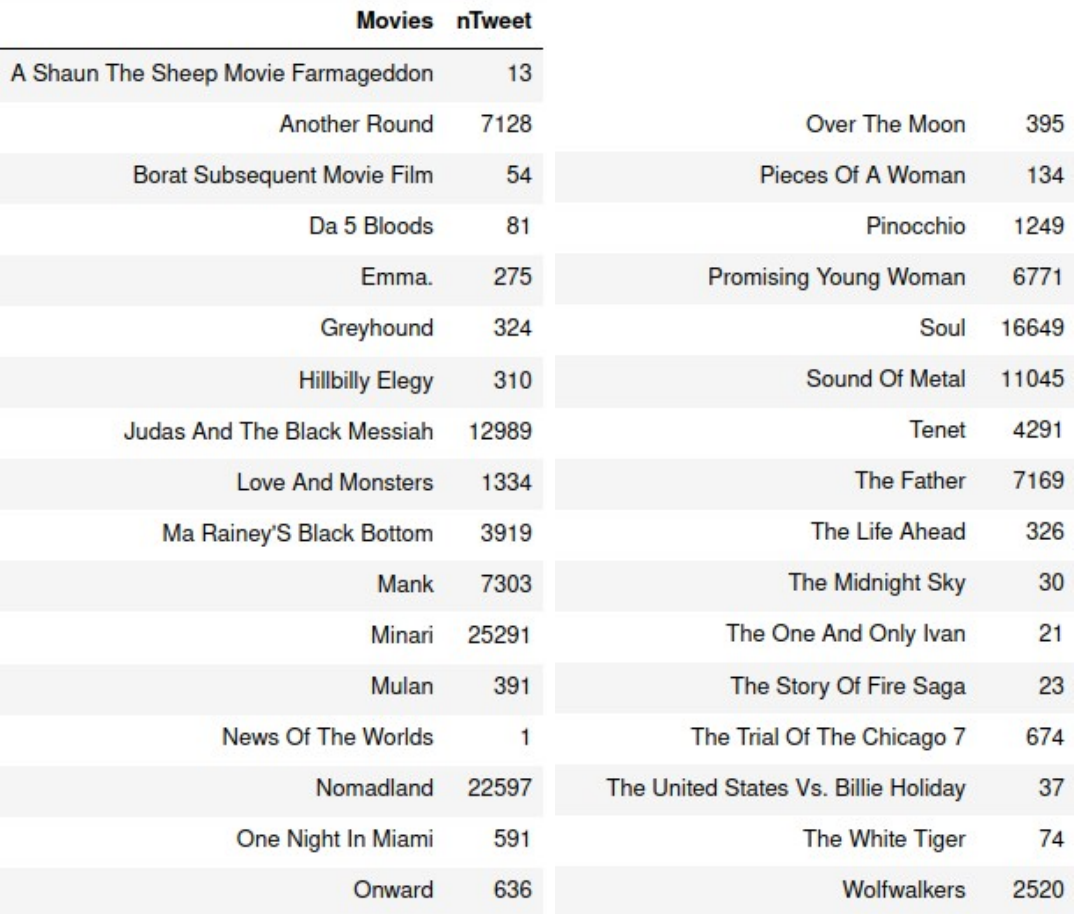 Movies nTweet
A Shaun The Sheep Movie Farmageddon 13
Another Round 7128
Borat Subsequent Movie Film 54
Da 5 Bloods 81
Emma. 275
Greyhound 324
Hillbilly Elegy 310
Judas And The Black Messiah 12989
Love And Monsters 1334
Ma Rainey'S Black Bottom 3919
Mank 7303
Minari 25291
Mulan 391
News Of The Worlds 1
Nomadland 22597
One Night In Miami 591
Onward 636
Over The Moon 395
Pieces Of A Woman 134
Pinocchio 1249
Promising Young Woman 6771
Soul 16649
Sound Of Metal 11045
Tenet 4291
The Father 7169
The Life Ahead 326
The Midnight Sky 30
The One And Only Ivan 21
The Story Of Fire Saga 23
The Trial Of The Chicago 7 674
The United States Vs. Billie Holiday 37
The White Tiger 74
Wolfwalkers 2520